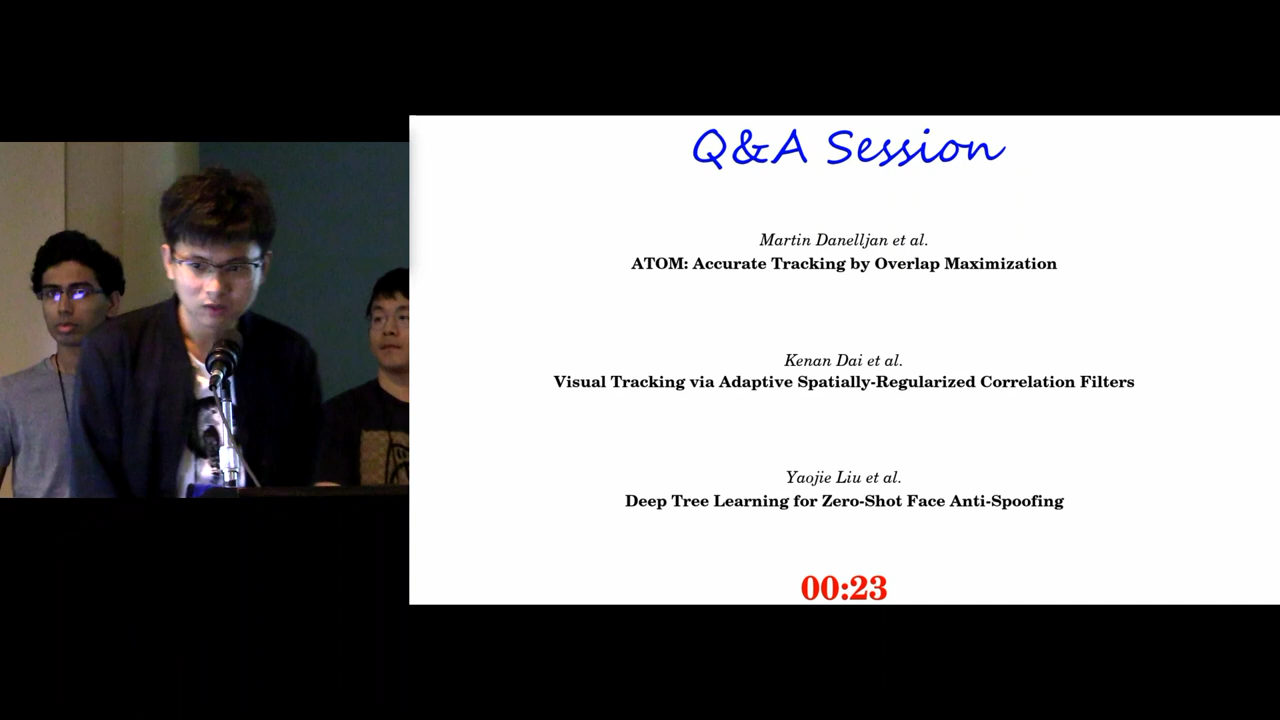 Q&A Session
Martin Danelljan et al.
ATOM: Accurate Tracking by Overlap Maximization
Kenan Dai et al.
Visual Tracking via Adaptive Spatially-Regularized Correlation Filters
Yaojie Liu et al.
Deep Tree Learning for Zero-Shot Face Anti-Spoofing
00:23